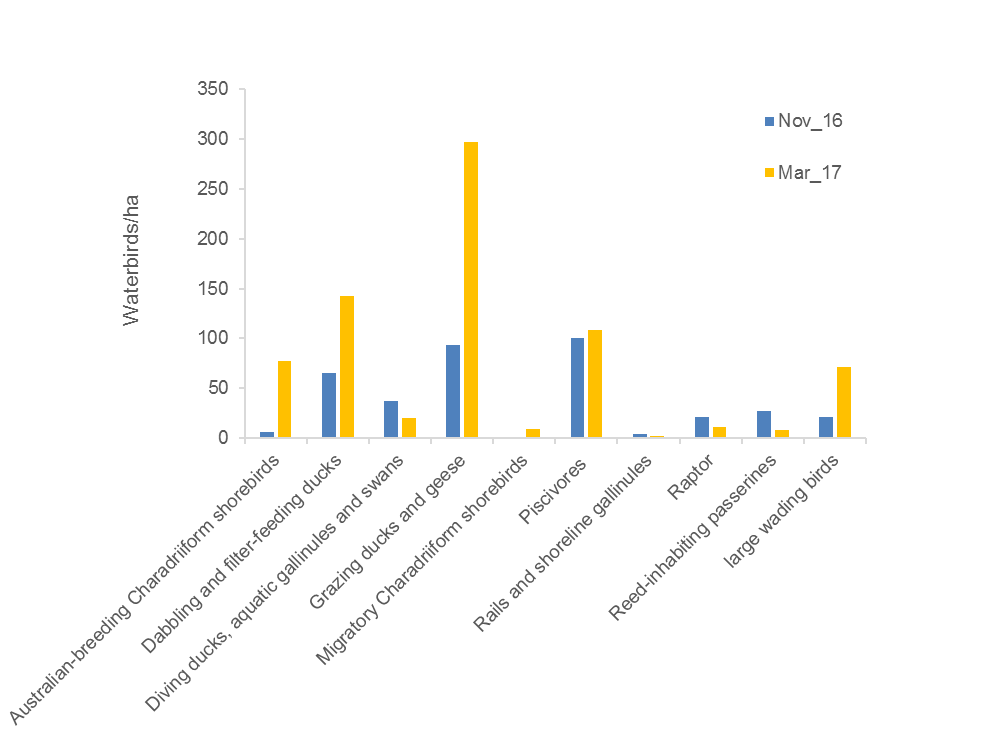 350
300
250
200
150
100
50
0
Waterbirds/ha
Nov_16
Mar_17
Australian-breeding Charadriiform shorebirds
Dabbling and filter-feeding ducks
Diving ducks, aquatic gallinules and swans
Grazing ducks and geese
Migratory Charadriiform shorebirds
Piscivores
Rails and shoreline gallinules
Raptor
Reed-inhabiting passerines
large wading birds